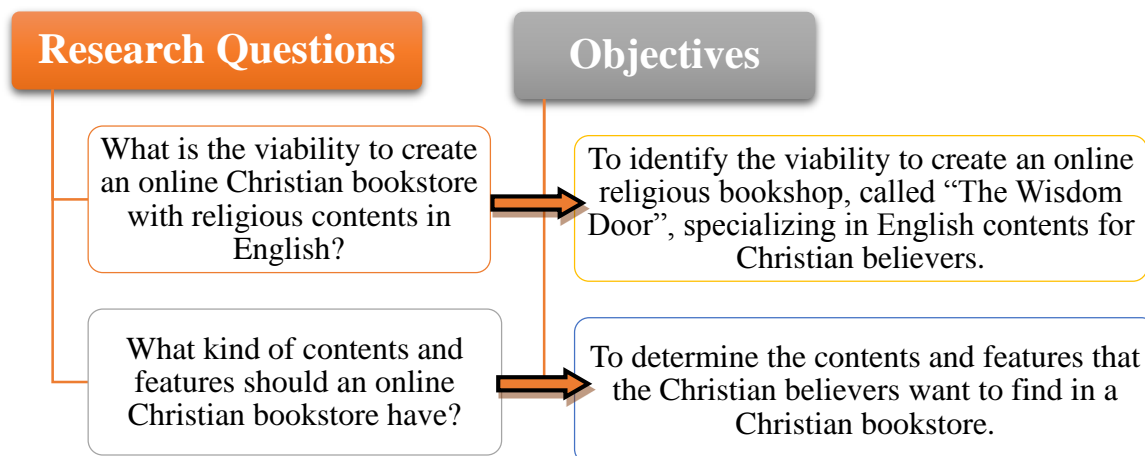 Research Questions
What is the viability to create
an online Christian bookstore
with religious contents in
English?
What kind of contents and
features should an online
Christian bookstore have?
Objectives
To identify the viability to create an online
religious bookshop, called “The Wisdom
Door”, specializing in English contents for
Christian believers.
To determine the contents and features that
the Christian believers want to find in a
Christian bookstore.